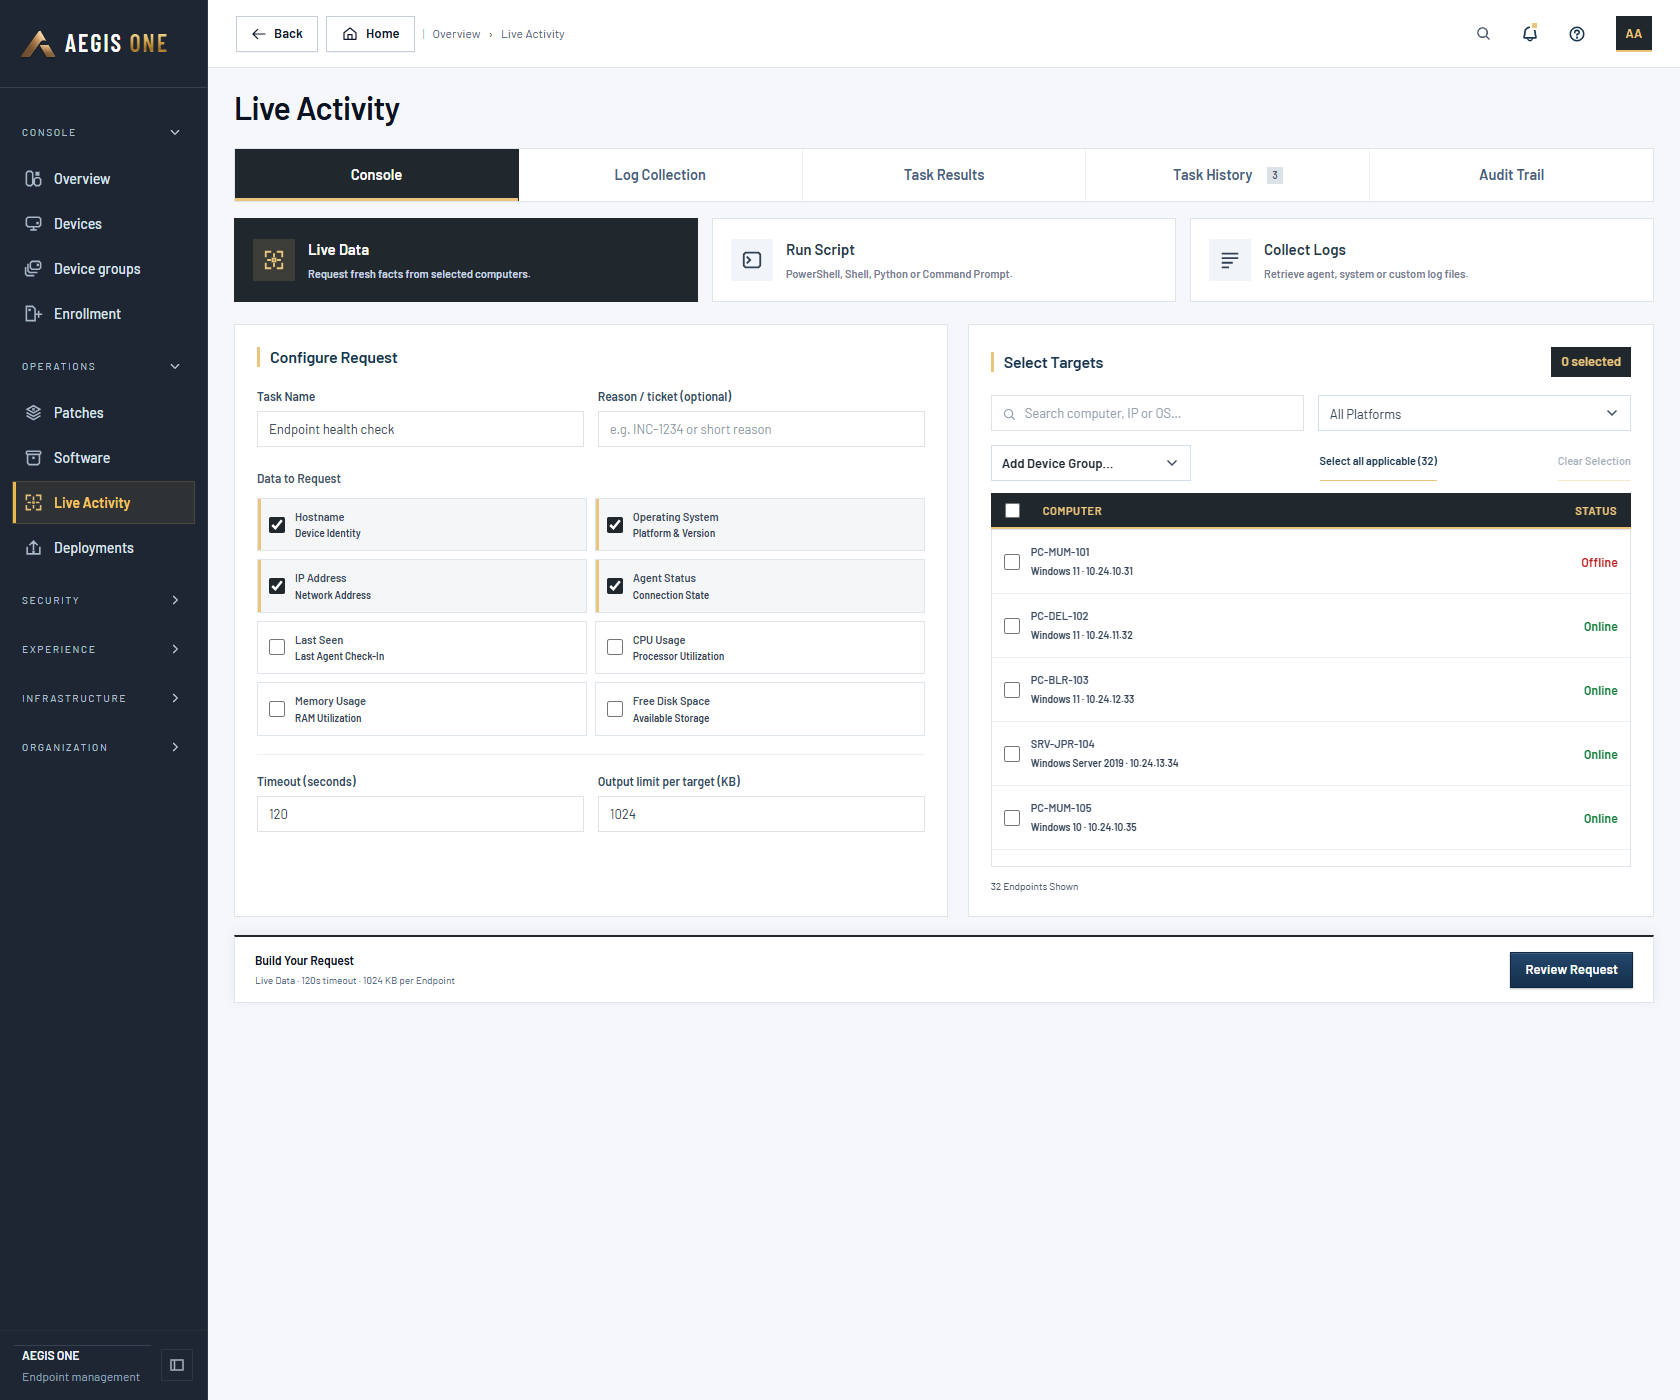 AEGIS ONE
CONSOLE
Overview
Devices
Device groups
Enrollment
OPERATIONS
Patches
Software
Live Activity
Deployments
SECURITY
EXPERIENCE
INFRASTRUCTURE
ORGANIZATION
AEGIS ONE
Endpoint management
Back
Home
Overview › Live Activity
AA
Live Activity
Console
Log Collection
Task Results
Task History 3
Audit Trail
Live Data
Request fresh facts from selected computers.
Run Script
PowerShell, Shell, Python or Command Prompt.
Collect Logs
Retrieve agent, system or custom log files.
Configure Request
Task Name
Endpoint health check
Reason / ticket (optional)
e.g. INC-1234 or short reason
Data to Request
Hostname
Device Identity
Operating System
Platform & Version
IP Address
Network Address
Agent Status
Connection State
Last Seen
Last Agent Check-In
CPU Usage
Processor Utilization
Memory Usage
RAM Utilization
Free Disk Space
Available Storage
Timeout (seconds)
120
Output limit per target (KB)
1024
Select Targets
0 selected
Search computer, IP or OS...
All Platforms
Add Device Group...
Select all applicable (32)
Clear Selection
COMPUTER STATUS
PC-MUM-101
Windows 11 · 10.24.10.31
Offline
PC-DEL-102
Windows 11 · 10.24.11.32
Online
PC-BLR-103
Windows 11 · 10.24.12.33
Online
SRV-JPR-104
Windows Server 2019 · 10.24.13.34
Online
PC-MUM-105
Windows 10 · 10.24.10.35
Online
32 Endpoints Shown
Build Your Request
Live Data · 120s timeout · 1024 KB per Endpoint
Review Request